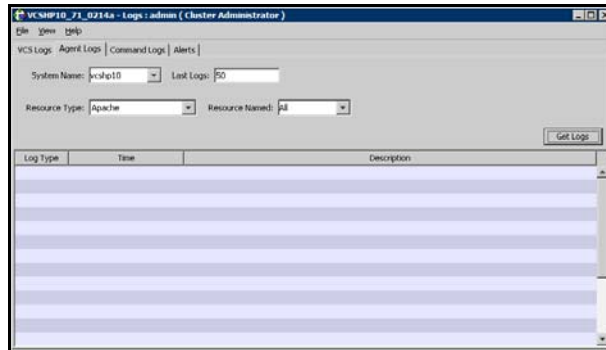 VCSHP10_71_0214a - Logs : admin ( Cluster Administrator )
File View Help
VCS Logs Agent Logs Command Logs Alerts
System Name: vcshp10 Last Logs: 50
Resource Type: Apache Resource Named: All
Get Logs
Log Type Time Description